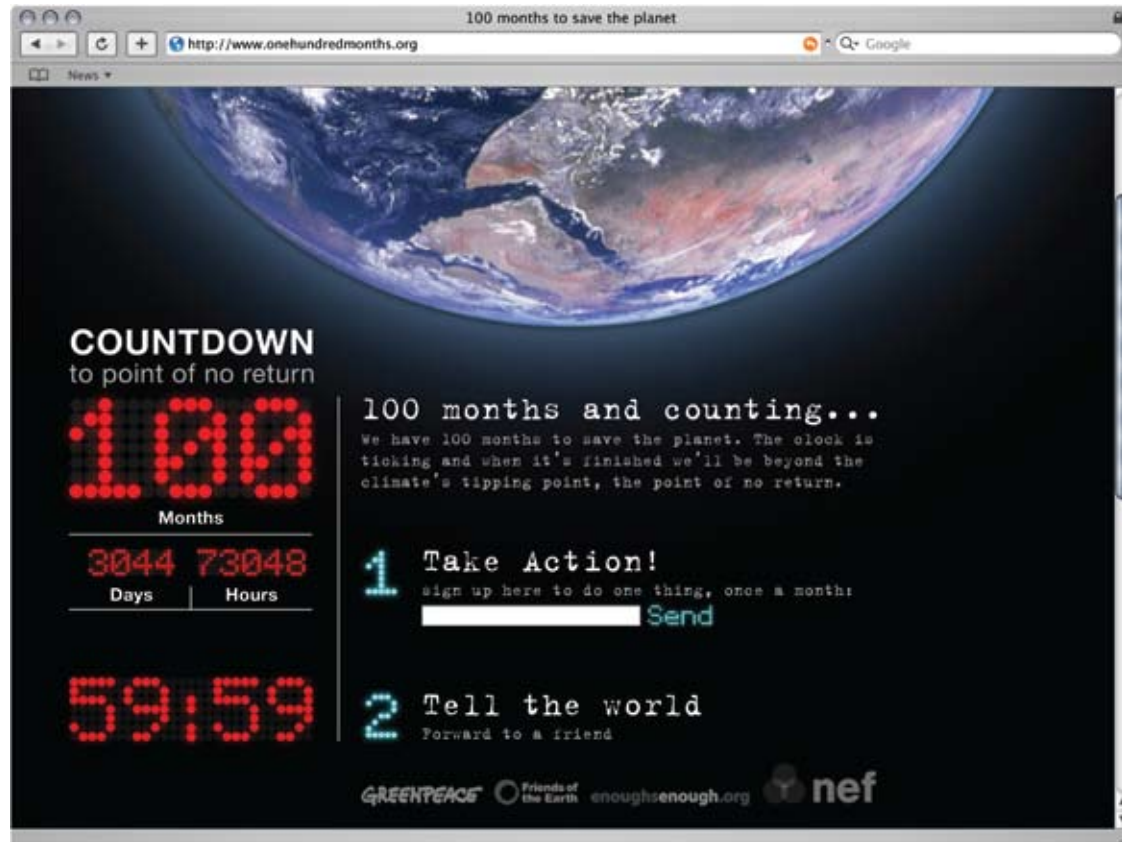 100 months to save the planet
http://www.onehundredmonths.org
Google
News
COUNTDOWN
to point of no return
100
Months
3044 73048
Days Hours
59:59
100 months and counting...
We have 100 months to save the planet. The clock is
ticking and when it's finished we'll be beyond the
climate's tipping point, the point of no return.
1 Take Action!
sign up here to do one thing, once a month:
Send
2 Tell the world
Forward to a friend
GREENPEACE Friends of the Earth enoughsenough.org nef